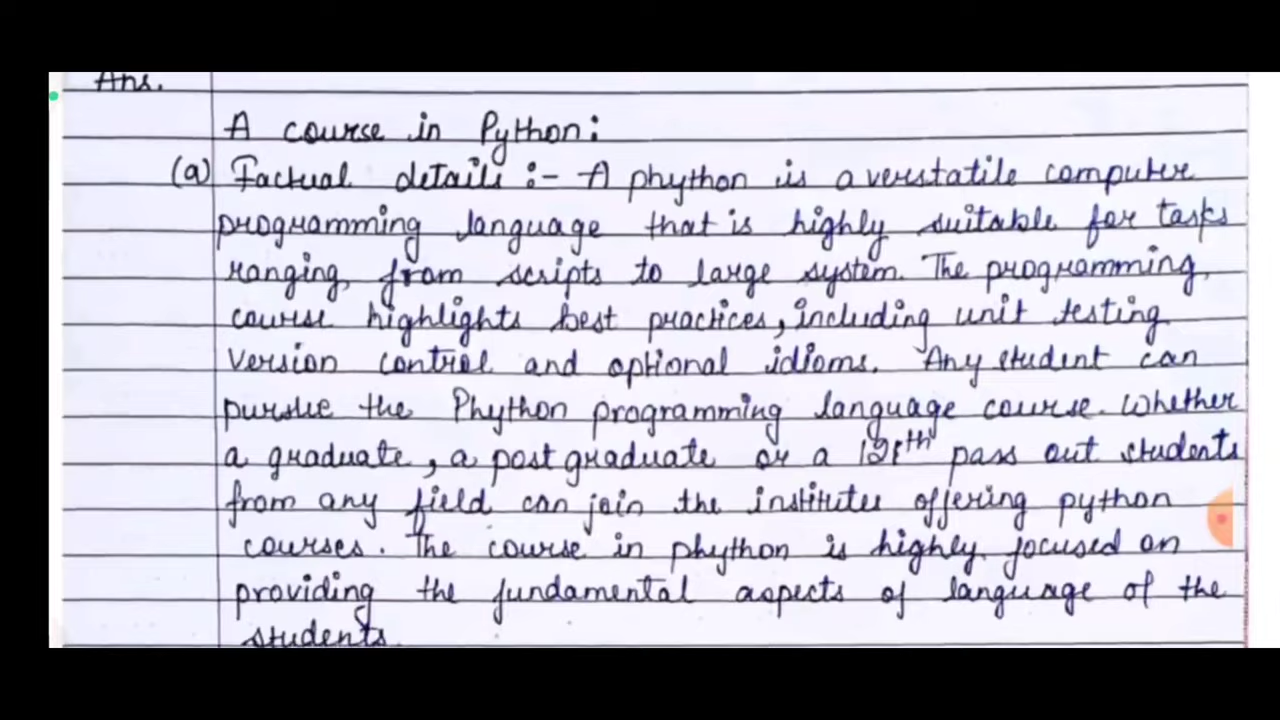 Ans.
A course in Python:
(a) Factual details :- A phython is a verstatile computer
programming language that is highly suitable for tasks
ranging from scripts to large system. The programming
course highlights best practices, including unit testing
version control and optional idioms. Any student can
pursue the Phython programming language course. Whether
a graduate, a post graduate or a th pass out students
from any field can join the institutes offering python
courses. The course in phython is highly focused on
providing the fundamental aspects of language of the
students.